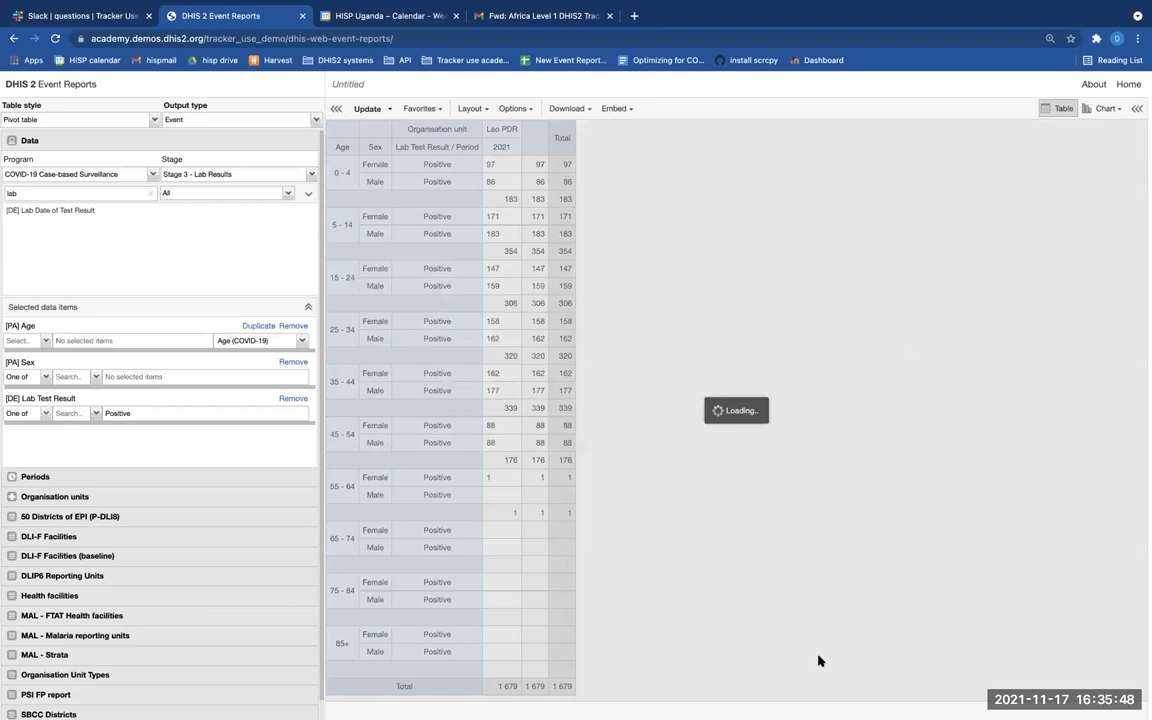 Slack | questions | Tracker Us
DHIS 2 Event Reports
HISP Uganda – Calendar - We
Fwd: Africa Level 1 DHIS2 Trac
academy.demos.dhis2.org/tracker_use_demo/dhis-web-event-reports/
D
Apps
HISP calendar
hispmail
hisp drive
Harvest
DHIS2 systems
API
Tracker use acade...
New Event Report...
Optimizing for CO...
install scrcpy
Dashboard
Reading List
DHIS 2 Event Reports
Untitled
About
Home
Table style
Output type
Update
Favorites
Layout
Options
Download
Embed
Table
Chart
Pivot table
Event
Data
Program
Stage
COVID-19 Case-based Surveillance
Stage 3 - Lab Results
lab
All
[DE] Lab Date of Test Result
Selected data items
[PA] Age
Duplicate Remove
Select..
No selected items
Age (COVID-19)
[PA] Sex
Remove
One of
Search..
No selected items
[DE] Lab Test Result
Remove
One of
Search..
Positive
Periods
Organisation units
50 Districts of EPI (P-DLI8)
DLI-F Facilities
DLI-F Facilities (baseline)
DLIP6 Reporting Units
Health facilities
MAL - FTAT Health facilities
MAL - Malaria reporting units
MAL - Strata
Organisation Unit Types
PSI FP report
SBCC Districts
Organisation unit Lao PDR Total
Age Sex Lab Test Result / Period 2021
0 - 4
Female Positive 97 97 97
Male Positive 86 86 86
183 183 183
5 - 14
Female Positive 171 171 171
Male Positive 183 183 183
354 354 354
15 - 24
Female Positive 147 147 147
Male Positive 159 159 159
306 306 306
25 - 34
Female Positive 158 158 158
Male Positive 162 162 162
320 320 320
35 - 44
Female Positive 162 162 162
Male Positive 177 177 177
339 339 339
45 - 54
Female Positive 88 88 88
Male Positive 88 88 88
176 176 176
55 - 64
Female Positive 1 1 1
Male Positive
1 1 1
65 - 74
Female Positive
Male Positive
75 - 84
Female Positive
Male Positive
85+
Female Positive
Male Positive
Total 1 679 1 679 1 679
Loading..
2021-11-17 16:35:48